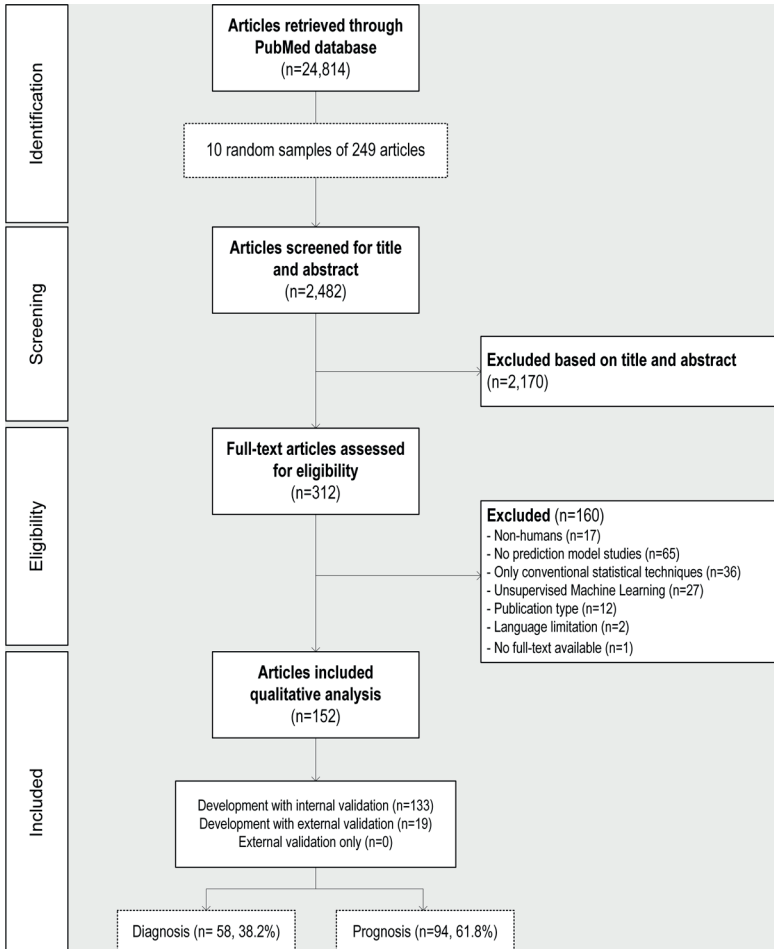 Identification
Articles retrieved through
PubMed database
(n=24,814)
10 random samples of 249 articles
Screening
Articles screened for title
and abstract
(n=2,482)
Excluded based on title and abstract
(n=2,170)
Eligibility
Full-text articles assessed
for eligibility
(n=312)
Excluded (n=160)
- Non-humans (n=17)
- No prediction model studies (n=65)
- Only conventional statistical techniques (n=36)
- Unsupervised Machine Learning (n=27)
- Publication type (n=12)
- Language limitation (n=2)
- No full-text available (n=1)
Included
Articles included
qualitative analysis
(n=152)
Development with internal validation (n=133)
Development with external validation (n=19)
External validation only (n=0)
Diagnosis (n= 58, 38.2%)
Prognosis (n=94, 61.8%)